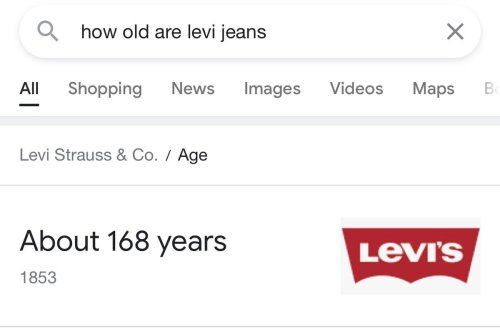 how old are levi jeans
All Shopping News Images Videos Maps
Levi Strauss & Co. / Age
About 168 years
1853
LEVI'S